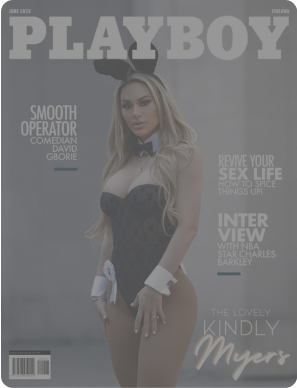 PLAYBOY
SMOOTH
OPERATOR
COMEDIAN
DAVID
GBORIE
REVIVE YOUR
SEX LIFE
HOW TO SPICE
THINGS UP!
INTER
VIEW
WITH NBA
STAR CHARLES
BARKLEY
THE LOVELY
KINDLY
Myers